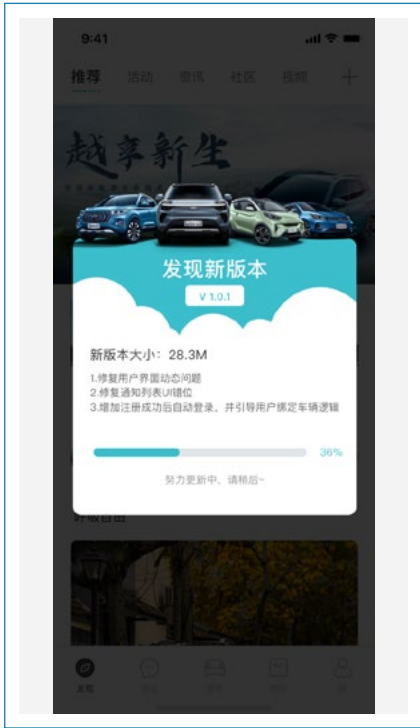 9:41
推荐 活动 资讯 社区 视频
越享新生
发现新版本
V 1.0.1
新版本大小：28.3M
1.修复用户界面动态问题
2.修复通知列表UI错位
3.增加注册成功后自动登录、并引导用户绑定车辆逻辑
36%
努力更新中、请稍后~
发现